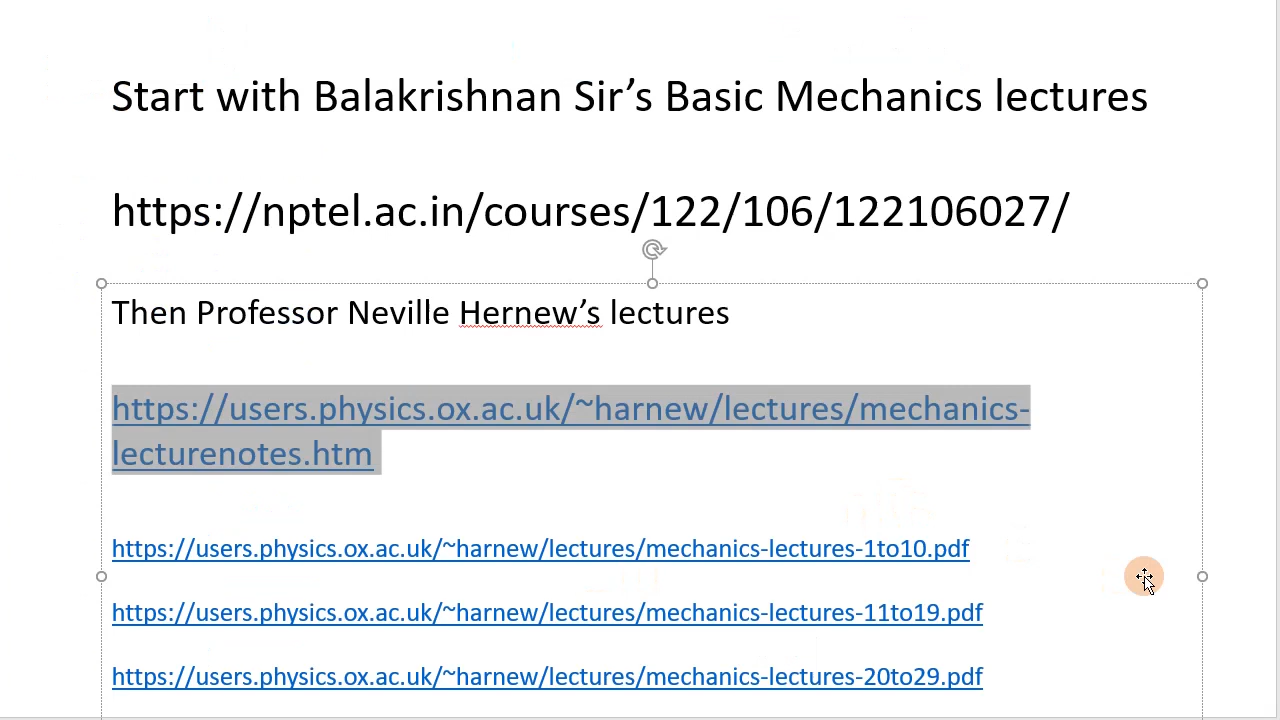 Start with Balakrishnan Sir’s Basic Mechanics lectures
https://nptel.ac.in/courses/122/106/122106027/
Then Professor Neville Hernew’s lectures
https://users.physics.ox.ac.uk/~harnew/lectures/mechanics-
lecturenotes.htm
https://users.physics.ox.ac.uk/~harnew/lectures/mechanics-lectures-1to10.pdf
https://users.physics.ox.ac.uk/~harnew/lectures/mechanics-lectures-11to19.pdf
https://users.physics.ox.ac.uk/~harnew/lectures/mechanics-lectures-20to29.pdf